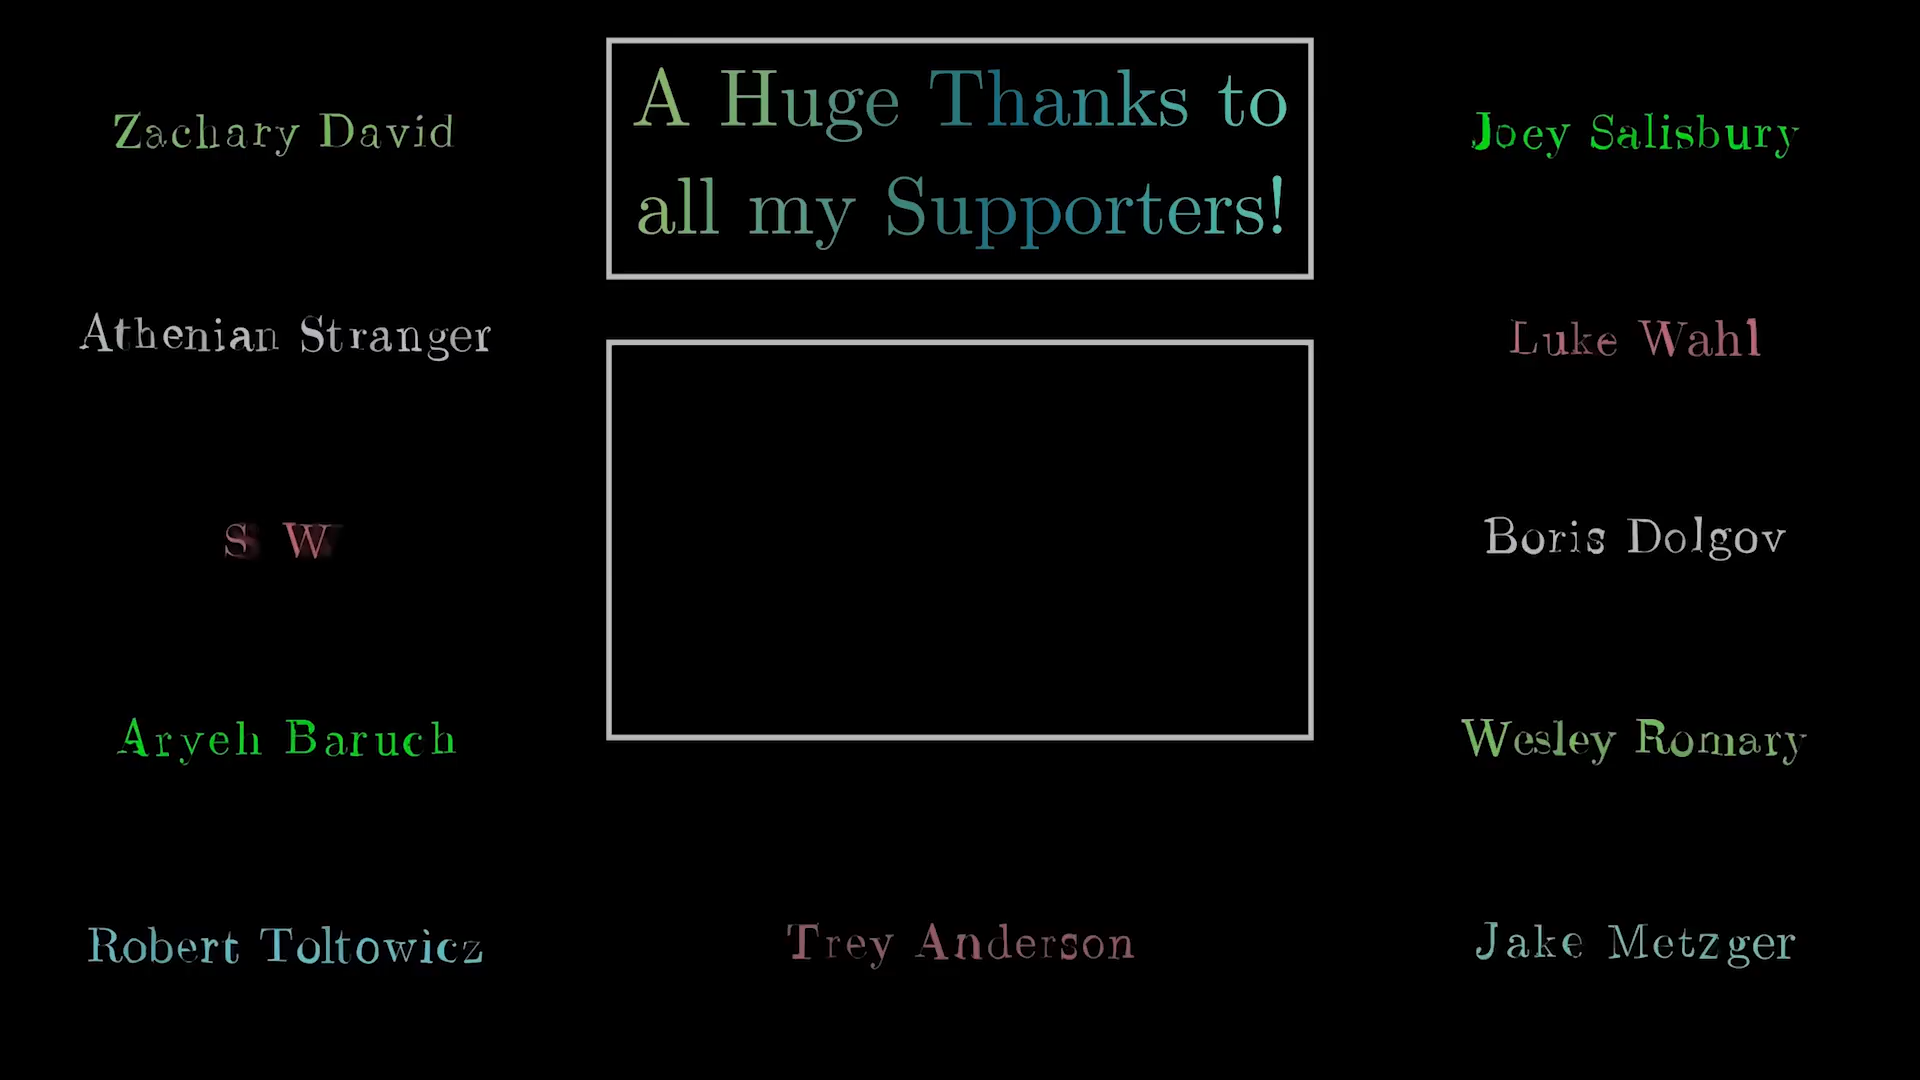 A Huge Thanks to
all my Supporters!
Zachary David
Joey Salisbury
Athenian Stranger
Luke Wahl
S W
Boris Dolgov
Aryeh Baruch
Wesley Romary
Robert Toltowicz
Trey Anderson
Jake Metzger